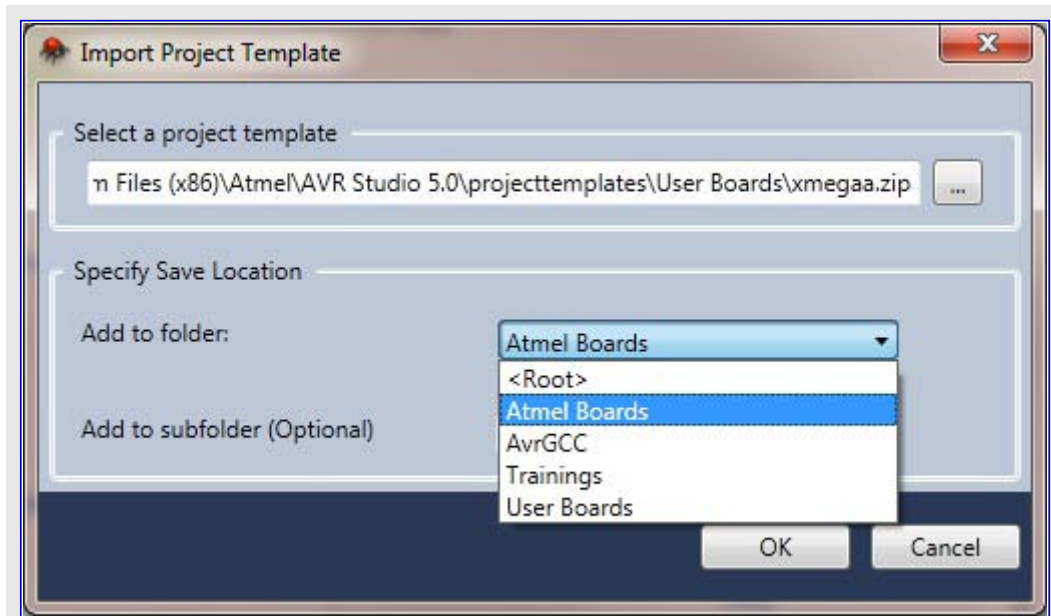 Import Project Template
Select a project template
n Files (x86)\Atmel\AVR Studio 5.0\projecttemplates\User Boards\xmegaa.zip
...
Specify Save Location
Add to folder:
Atmel Boards
<Root>
Atmel Boards
AvrGCC
Trainings
User Boards
Add to subfolder (Optional)
OK
Cancel